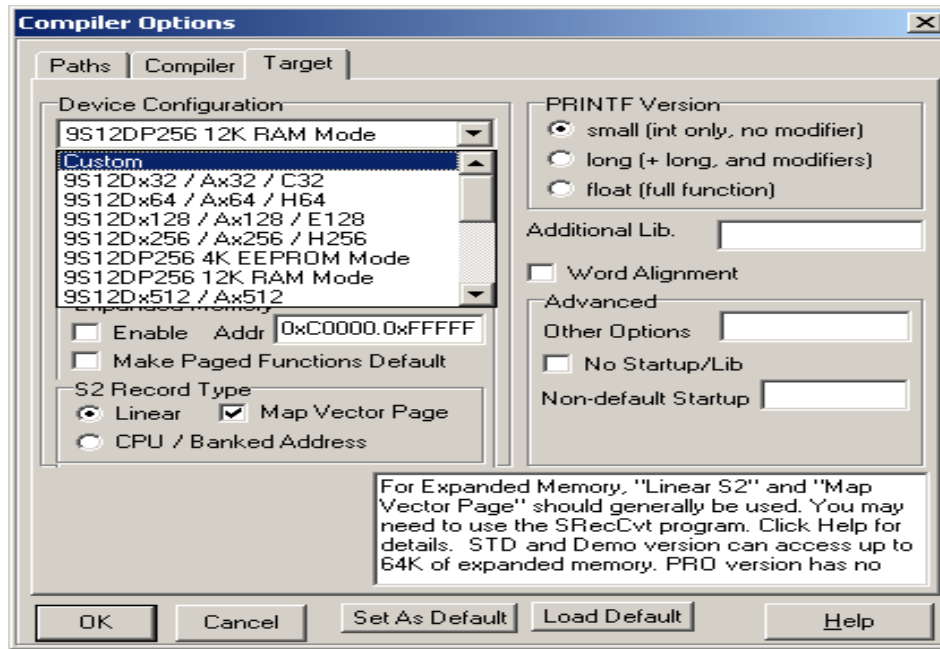 Compiler Options
Paths
Compiler
Target
Device Configuration
9S12DP256 12K RAM Mode
Custom
9S12Dx32 / Ax32 / C32
9S12Dx64 / Ax64 / H64
9S12Dx128 / Ax128 / E128
9S12Dx256 / Ax256 / H256
9S12DP256 4K EEPROM Mode
9S12DP256 12K RAM Mode
9S12Dx512 / Ax512
Expanded Memory
Enable Addr 0xC0000.0xFFFFF
Make Paged Functions Default
S2 Record Type
Linear Map Vector Page
CPU / Banked Address
PRINTF Version
small (int only, no modifier)
long (+ long, and modifiers)
float (full function)
Additional Lib.
Word Alignment
Advanced
Other Options
No Startup/Lib
Non-default Startup
For Expanded Memory, "Linear S2" and "Map
Vector Page" should generally be used. You may
need to use the SRecCvt program. Click Help for
details. STD and Demo version can access up to
64K of expanded memory. PRO version has no
OK
Cancel
Set As Default
Load Default
Help